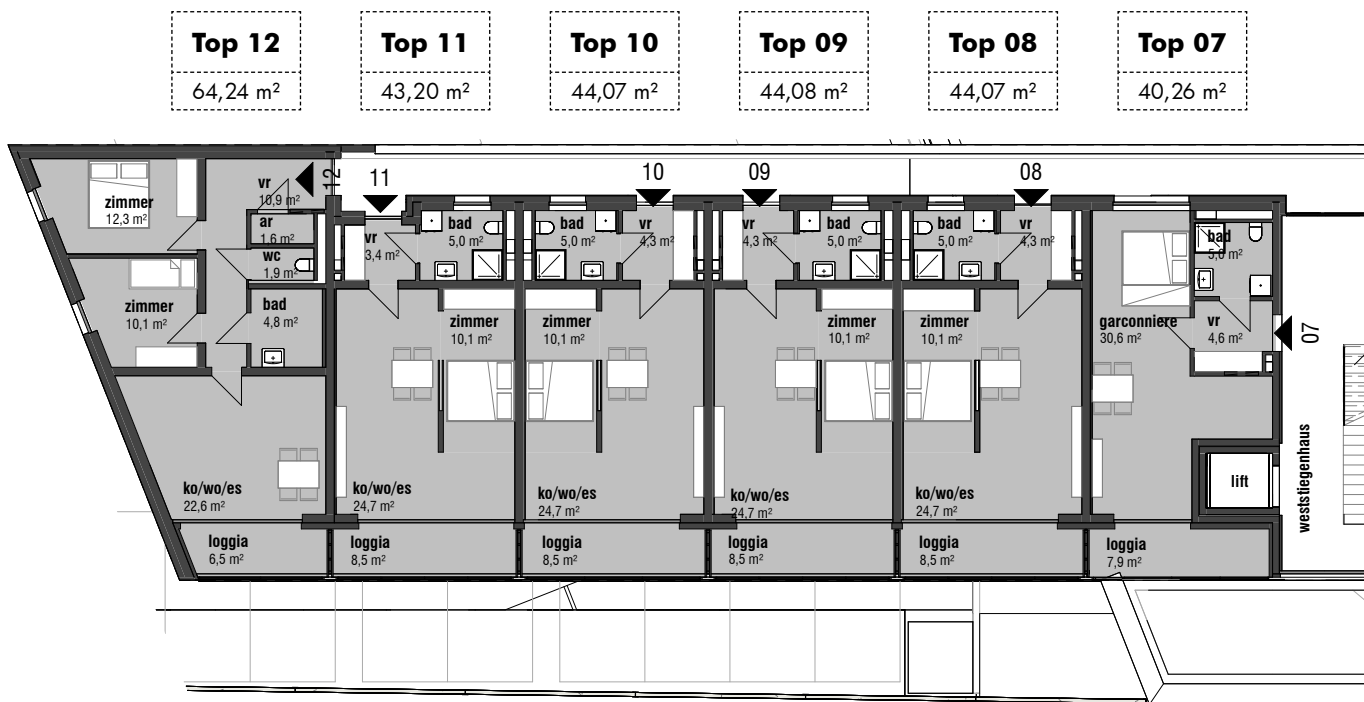 Top 12
64,24 m²
Top 11
43,20 m²
Top 10
44,07 m²
Top 09
44,08 m²
Top 08
44,07 m²
Top 07
40,26 m²
12
11
10
09
08
07
zimmer
12,3 m²
vr
10,9 m²
ar
1,6 m²
wc
1,9 m²
zimmer
10,1 m²
bad
4,8 m²
ko/wo/es
22,6 m²
loggia
6,5 m²
vr
3,4 m²
bad
5,0 m²
zimmer
10,1 m²
ko/wo/es
24,7 m²
loggia
8,5 m²
bad
5,0 m²
vr
4,3 m²
zimmer
10,1 m²
ko/wo/es
24,7 m²
loggia
8,5 m²
vr
4,3 m²
bad
5,0 m²
zimmer
10,1 m²
ko/wo/es
24,7 m²
loggia
8,5 m²
bad
5,0 m²
vr
4,3 m²
zimmer
10,1 m²
ko/wo/es
24,7 m²
loggia
8,5 m²
bad
5,0 m²
garconniere
30,6 m²
vr
4,6 m²
lift
loggia
7,9 m²
weststiegenhaus